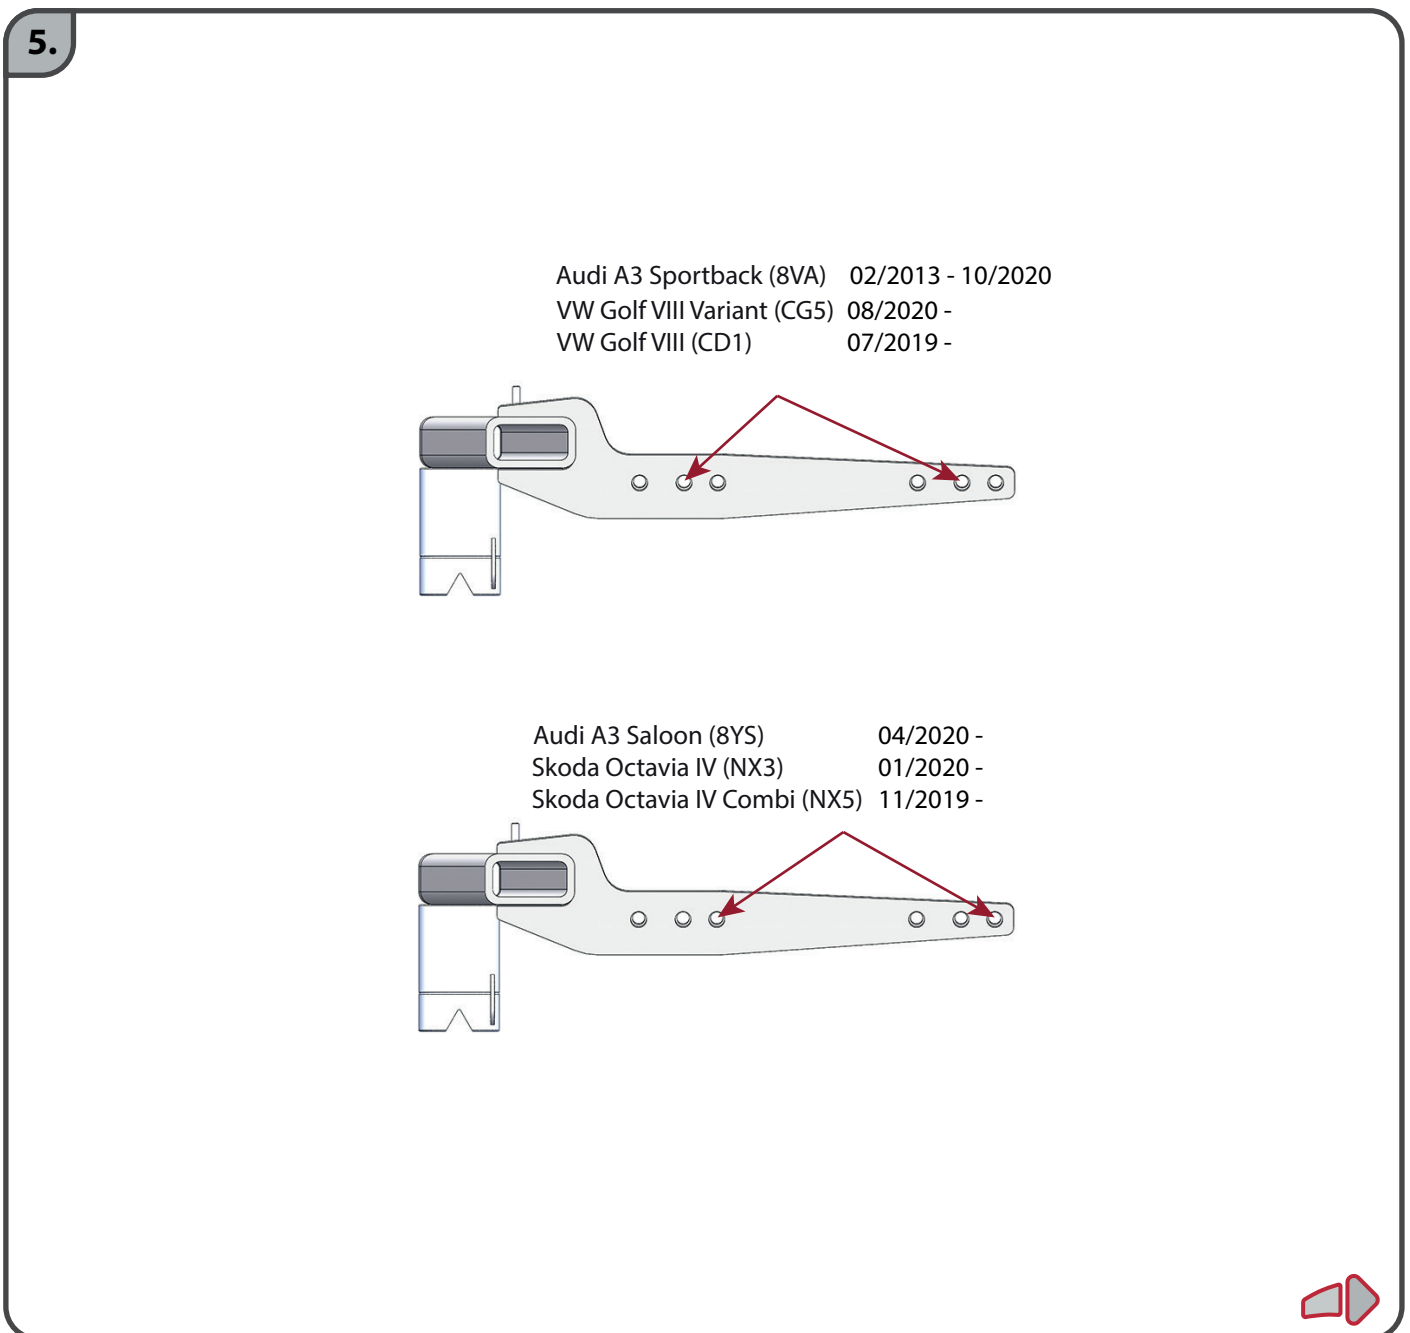 5.
Audi A3 Sportback (8VA) 02/2013 - 10/2020
VW Golf VIII Variant (CG5) 08/2020 -
VW Golf VIII (CD1) 07/2019 -
Audi A3 Saloon (8YS) 04/2020 -
Skoda Octavia IV (NX3) 01/2020 -
Skoda Octavia IV Combi (NX5) 11/2019 -